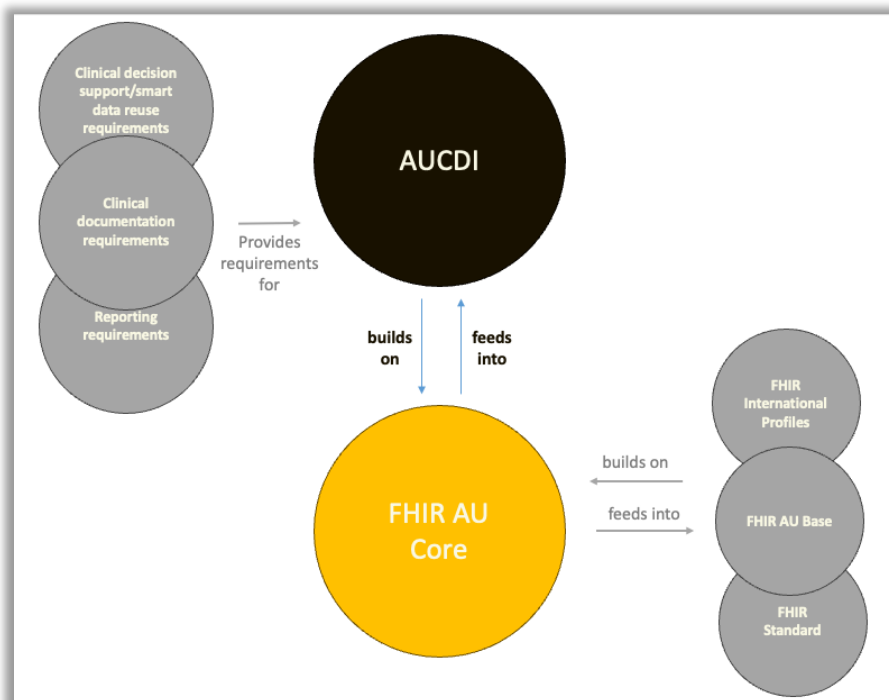 Clinical decision
support/smart
data reuse
requirements
Clinical
documentation
requirements
Reporting
requirements
Provides
requirements
for
AUCDI
builds
on
feeds
into
FHIR AU
Core
builds on
feeds into
FHIR
International
Profiles
FHIR AU Base
FHIR
Standard